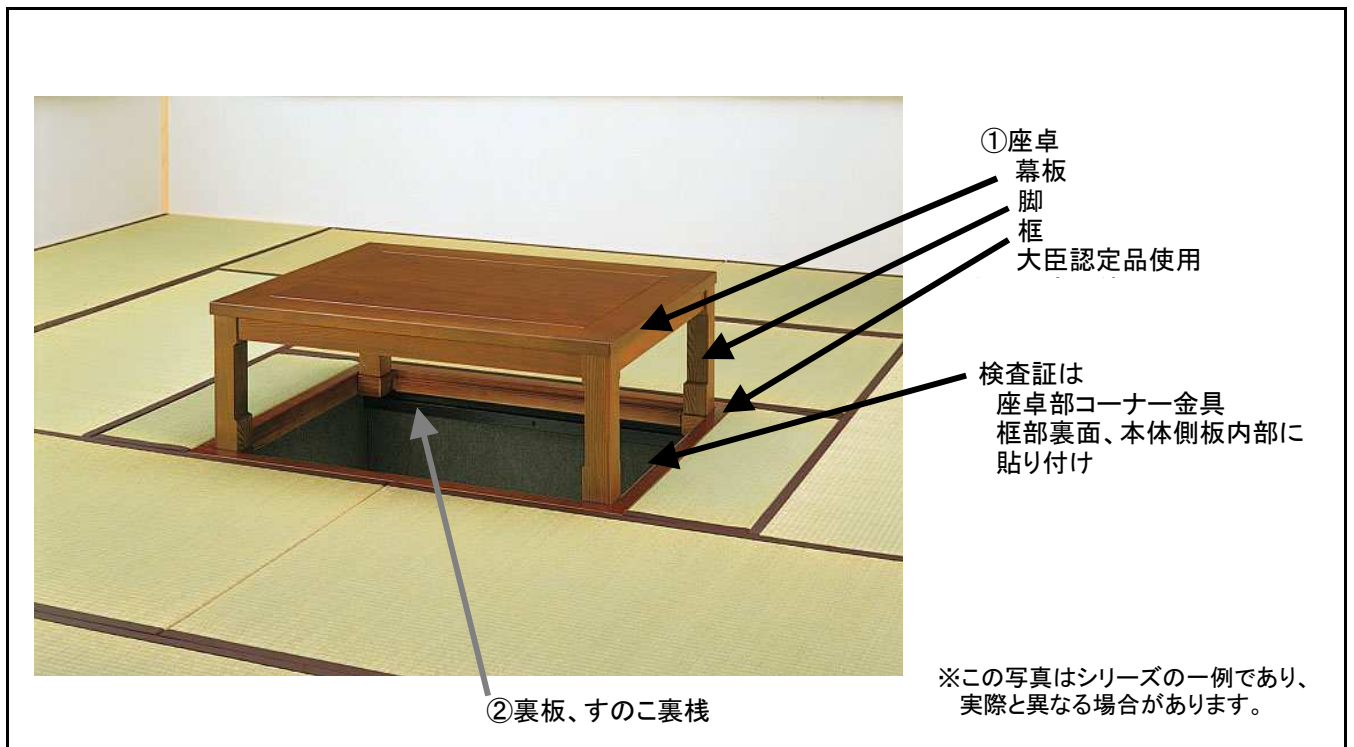 ①座卓
幕板
脚
框
大臣認定品使用
検査証は
座卓部コーナー金具
框部裏面、本体側板内部に
貼り付け
②裏板、すのこ裏桟
※この写真はシリーズの一例であり、
実際と異なる場合があります。